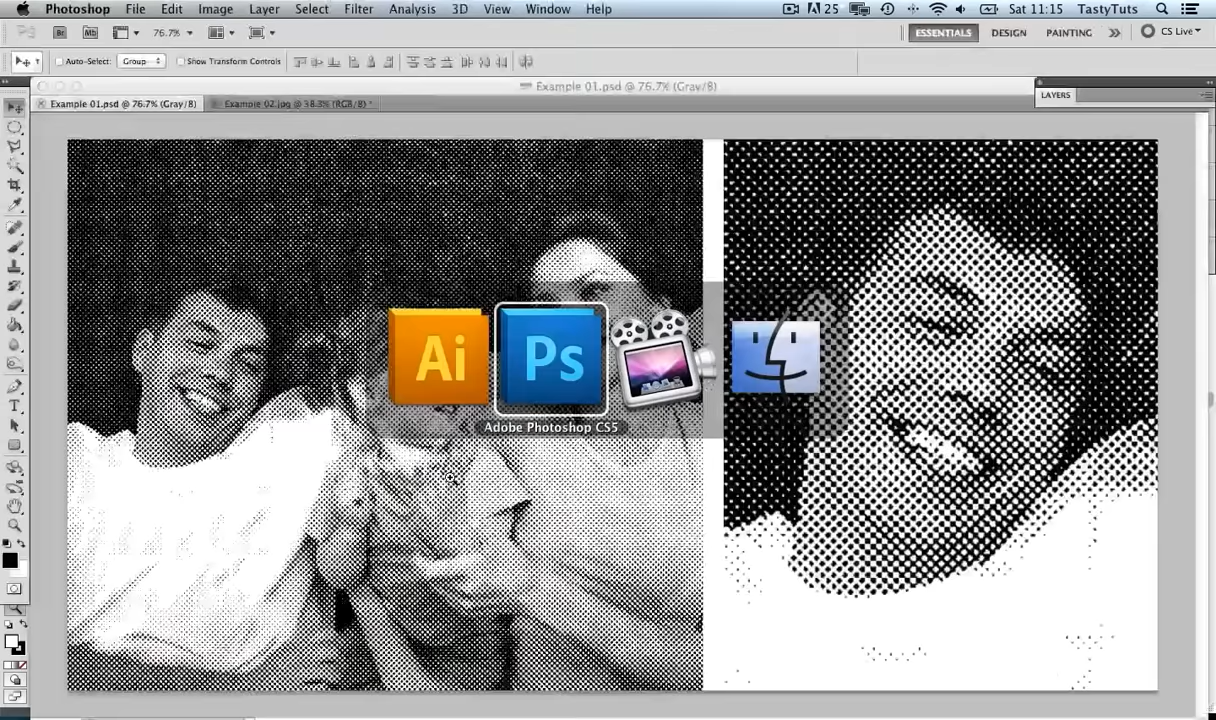 Photoshop File Edit Image Layer Select Filter Analysis 3D View Window Help 25 Sat 11:15 TastyTuts
Br Mb 76.7% ESSENTIALS DESIGN PAINTING CS Live
Auto-Select: Group Show Transform Controls
Example 01.psd @ 76.7% (Gray/8)
Example 01.psd @ 76.7% (Gray/8) Example 02.jpg @ 38.3% (RGB/8) * LAYERS
Ai Ps
Adobe Photoshop CS5